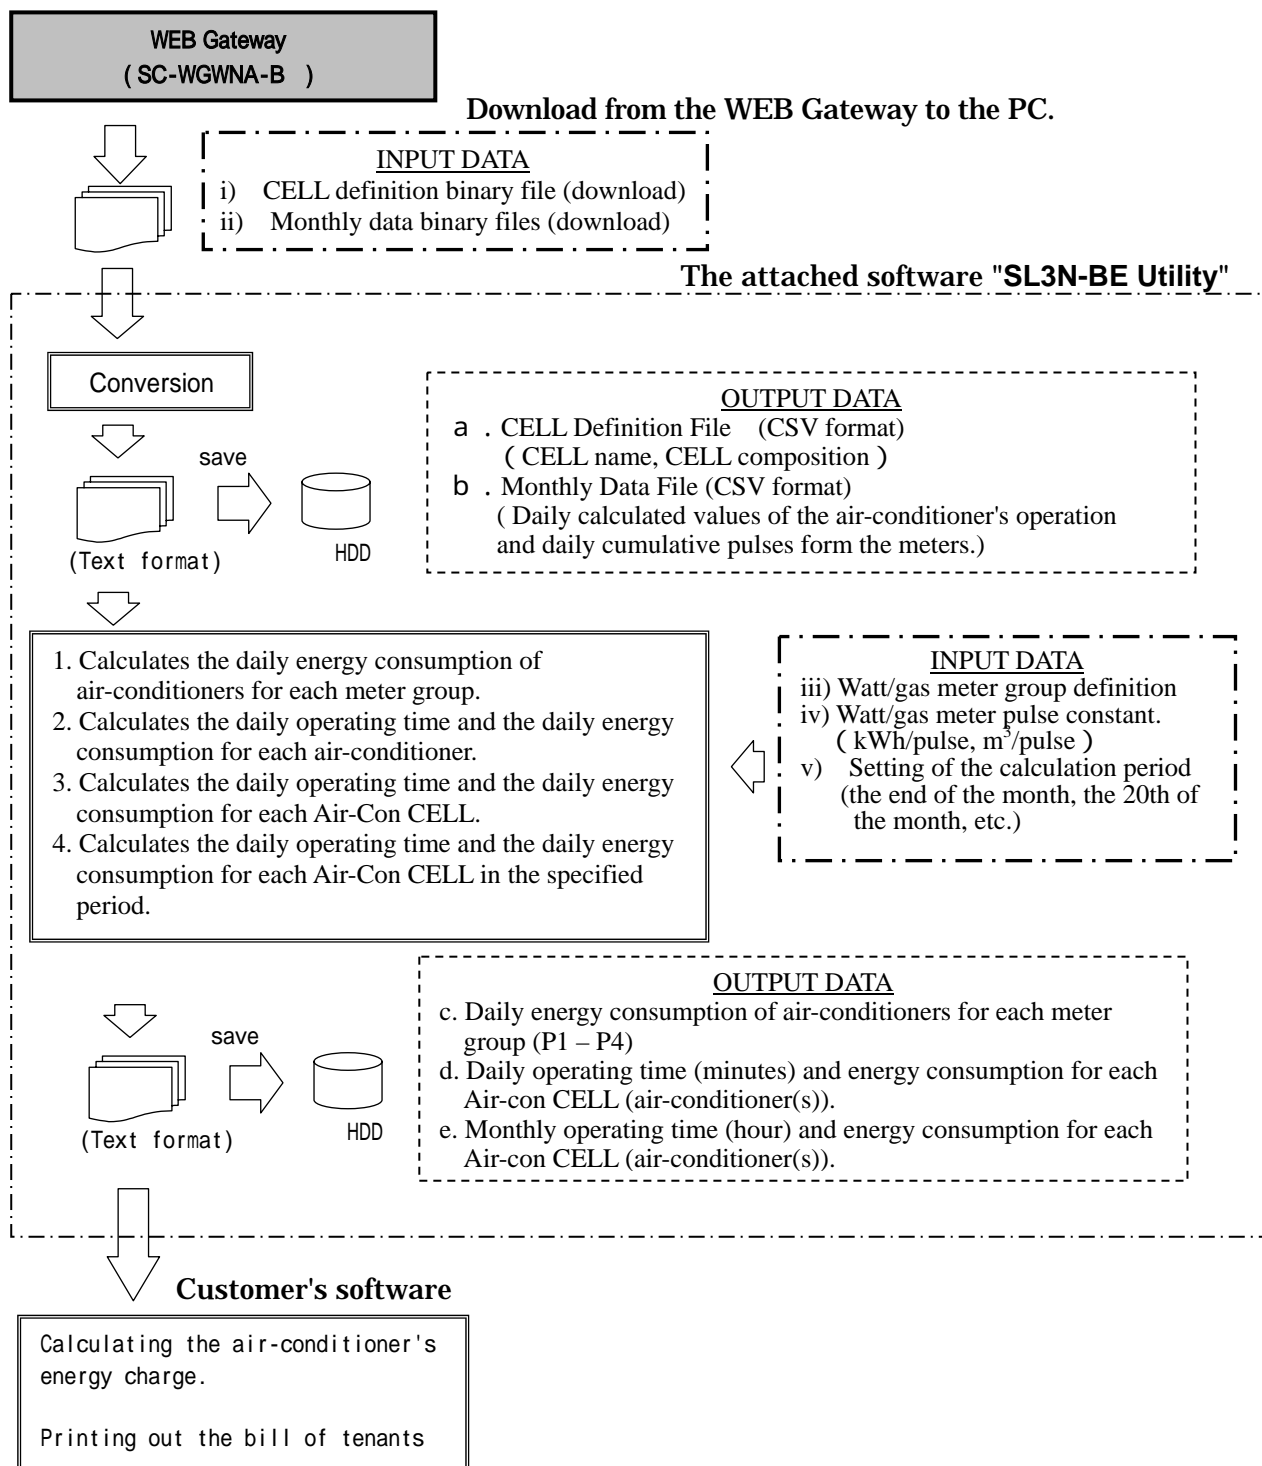 WEB Gateway
( SC-WGWNA-B )
Download from the WEB Gateway to the PC.
INPUT DATA
i) CELL definition binary file (download)
ii) Monthly data binary files (download)
The attached software "SL3N-BE Utility"
Conversion
OUTPUT DATA
a . CELL Definition File (CSV format)
( CELL name, CELL composition )
b . Monthly Data File (CSV format)
( Daily calculated values of the air-conditioner's operation
and daily cumulative pulses form the meters.)
save
(Text format)
HDD
1. Calculates the daily energy consumption of
air-conditioners for each meter group.
2. Calculates the daily operating time and the daily energy
consumption for each air-conditioner.
3. Calculates the daily operating time and the daily energy
consumption for each Air-Con CELL.
4. Calculates the daily operating time and the daily energy
consumption for each Air-Con CELL in the specified
period.
INPUT DATA
iii) Watt/gas meter group definition
iv) Watt/gas meter pulse constant.
( kWh/pulse, m³/pulse )
v) Setting of the calculation period
(the end of the month, the 20th of
the month, etc.)
OUTPUT DATA
c. Daily energy consumption of air-conditioners for each meter
group (P1 – P4)
d. Daily operating time (minutes) and energy consumption for each
Air-con CELL (air-conditioner(s)).
e. Monthly operating time (hour) and energy consumption for each
Air-con CELL (air-conditioner(s)).
save
(Text format)
HDD
Customer's software
Calculating the air-conditioner's
energy charge.
Printing out the bill of tenants